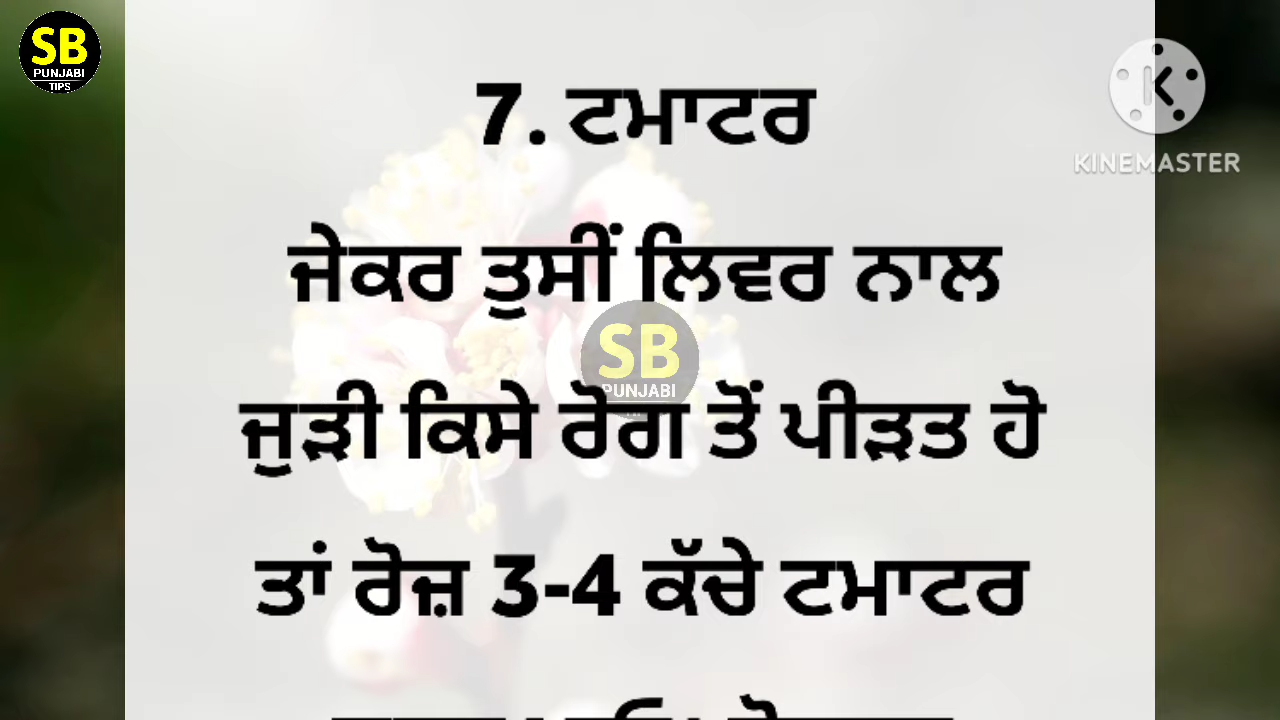 SB
PUNJABI
TIPS
KINEMASTER
7. ਟਮਾਟਰ
ਜੇਕਰ ਤੁਸੀਂ ਲਿਵਰ ਨਾਲ
SB
PUNJABI
ਜੁੜੀ ਕਿਸੇ ਰੋਗ ਤੋਂ ਪੀੜਤ ਹੋ
ਤਾਂ ਰੋਜ਼ 3-4 ਕੱਚੇ ਟਮਾਟਰ